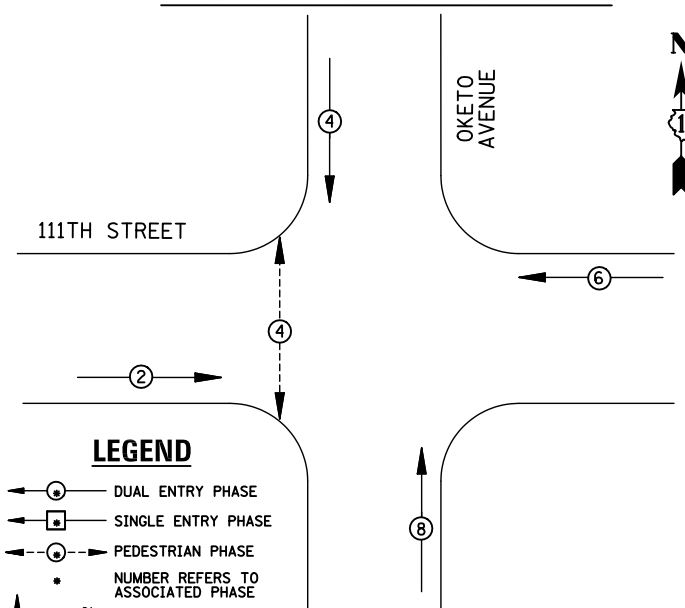 N
4
OKETO
AVENUE
1
111TH STREET
6
4
2
LEGEND
* DUAL ENTRY PHASE
* SINGLE ENTRY PHASE
* PEDESTRIAN PHASE
* NUMBER REFERS TO
ASSOCIATED PHASE
8